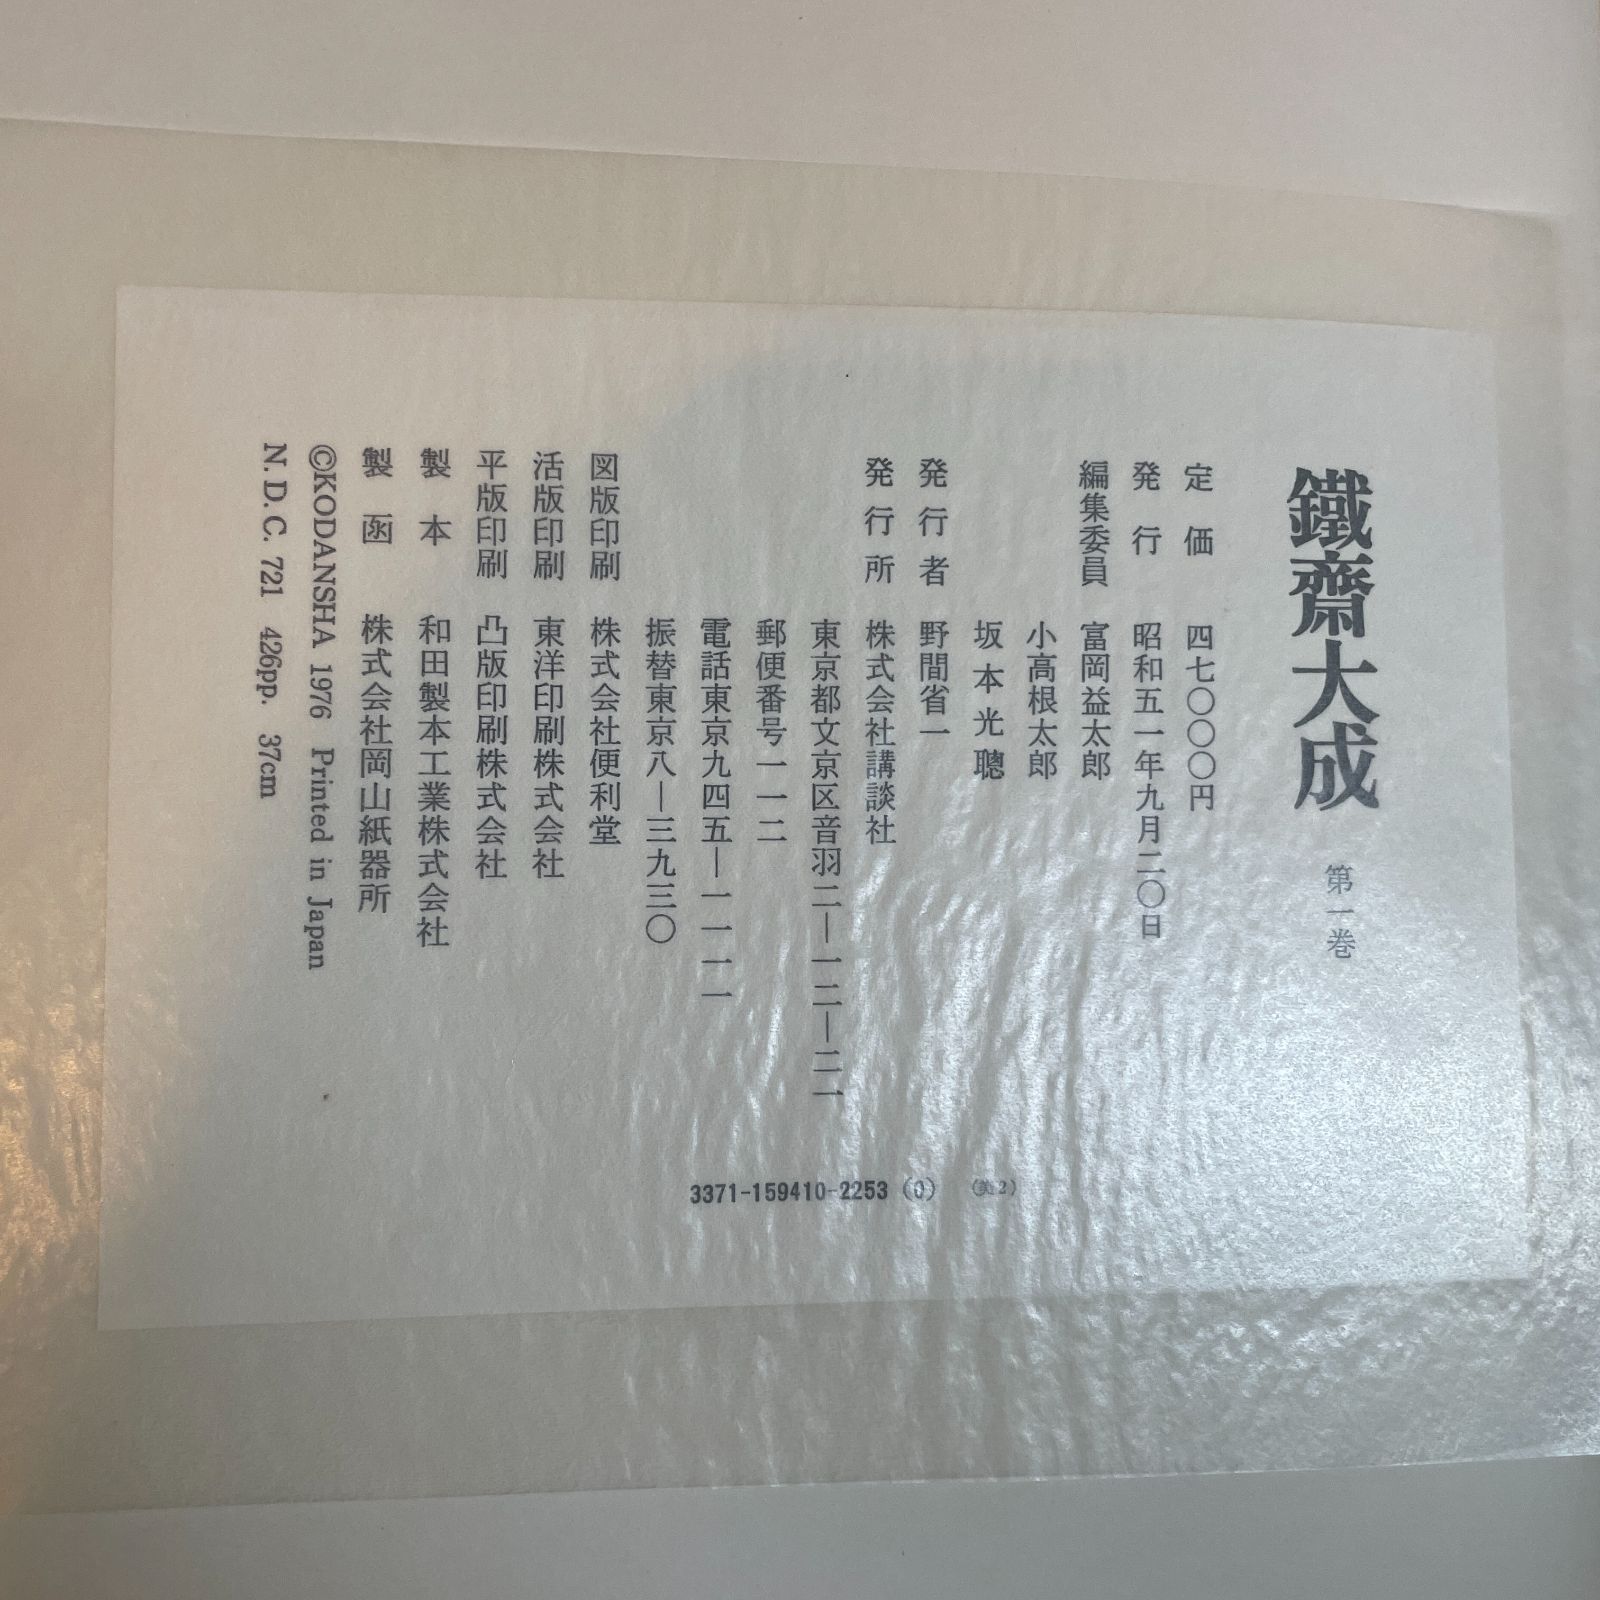 鐵齋大成 第一巻
定価 四七〇〇〇円
発行 昭和五一年九月二〇日
編集委員 富岡益太郎
小高根太郎
坂本光聰
発行者 野間省一
発行所 株式会社講談社
東京都文京区音羽二―一二―二一
郵便番号一一二
電話東京九四五―一一一一
振替東京八―三九三〇
図版印刷 株式会社便利堂
活版印刷 東洋印刷株式会社
平版印刷 凸版印刷株式会社
製本 和田製本工業株式会社
製函 株式会社岡山紙器所
©KODANSHA 1976 Printed in Japan
N. D. C. 721 426pp. 37cm
3371-159410-2253 (0) (美2)